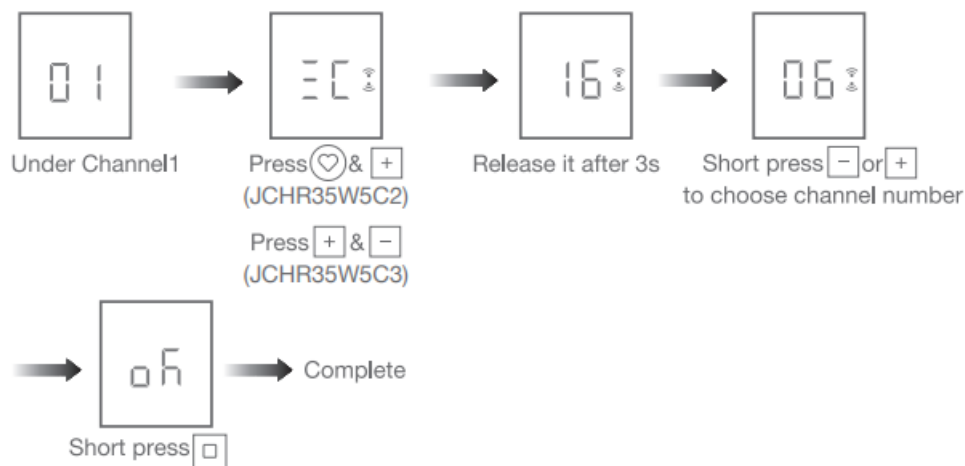 01
ΞC
16
06
Under Channel1
Press ♡ & +
(JCHR35W5C2)
Press + & -
(JCHR35W5C3)
Release it after 3s
Short press - or +
to choose channel number
oh
Complete
Short press □